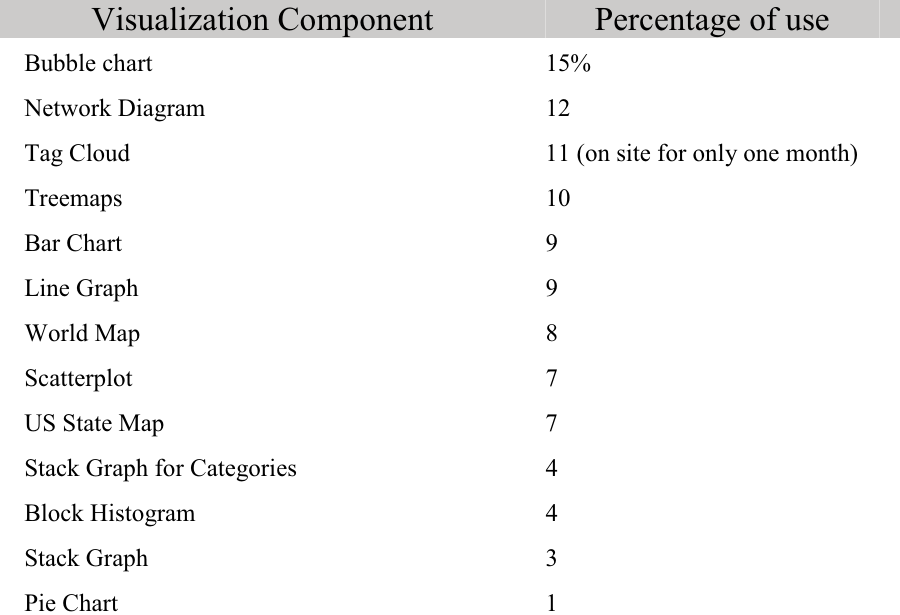 Visualization Component Percentage of use
Bubble chart 15%
Network Diagram 12
Tag Cloud 11 (on site for only one month)
Treemaps 10
Bar Chart 9
Line Graph 9
World Map 8
Scatterplot 7
US State Map 7
Stack Graph for Categories 4
Block Histogram 4
Stack Graph 3
Pie Chart 1